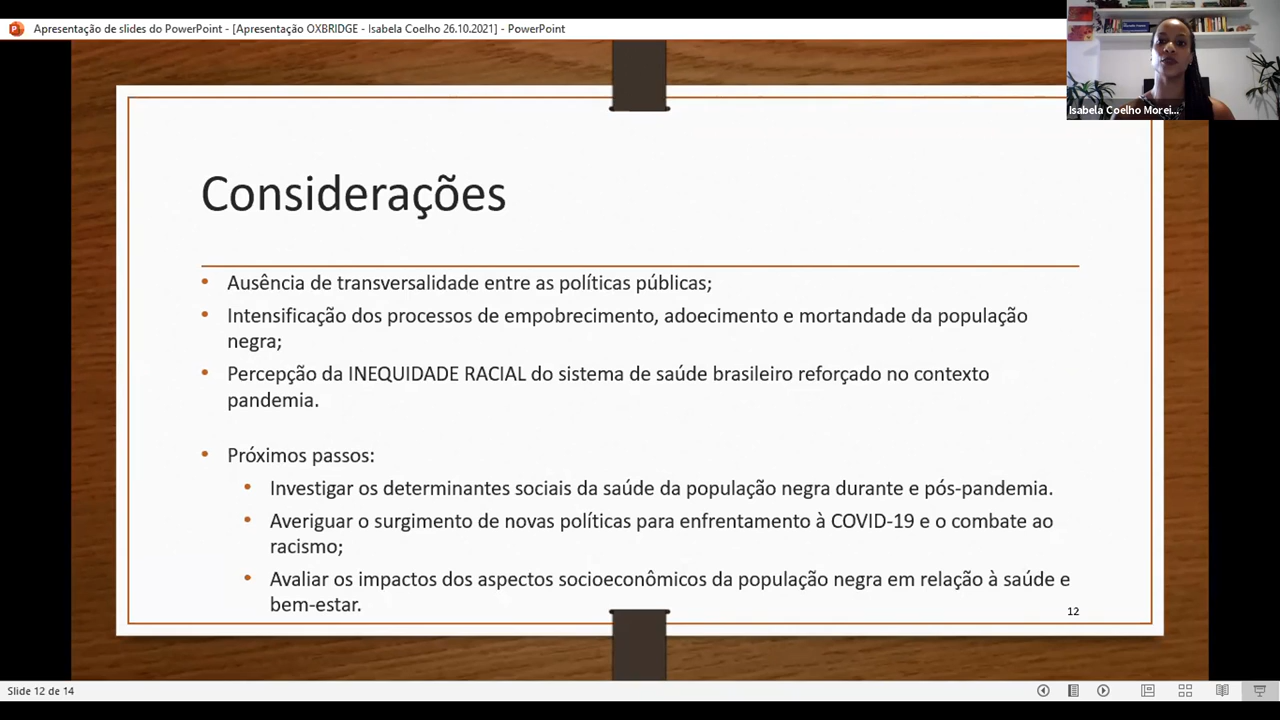 Apresentação de slides do PowerPoint - [Apresentação OXBRIDGE - Isabela Coelho 26.10.2021] - PowerPoint
Isabela Coelho Morei...
Considerações
• Ausência de transversalidade entre as políticas públicas;
• Intensificação dos processos de empobrecimento, adoecimento e mortandade da população
negra;
• Percepção da INEQUIDADE RACIAL do sistema de saúde brasileiro reforçado no contexto
pandemia.
• Próximos passos:
• Investigar os determinantes sociais da saúde da população negra durante e pós-pandemia.
• Averiguar o surgimento de novas políticas para enfrentamento à COVID-19 e o combate ao
racismo;
• Avaliar os impactos dos aspectos socioeconômicos da população negra em relação à saúde e
bem-estar.
12
Slide 12 de 14